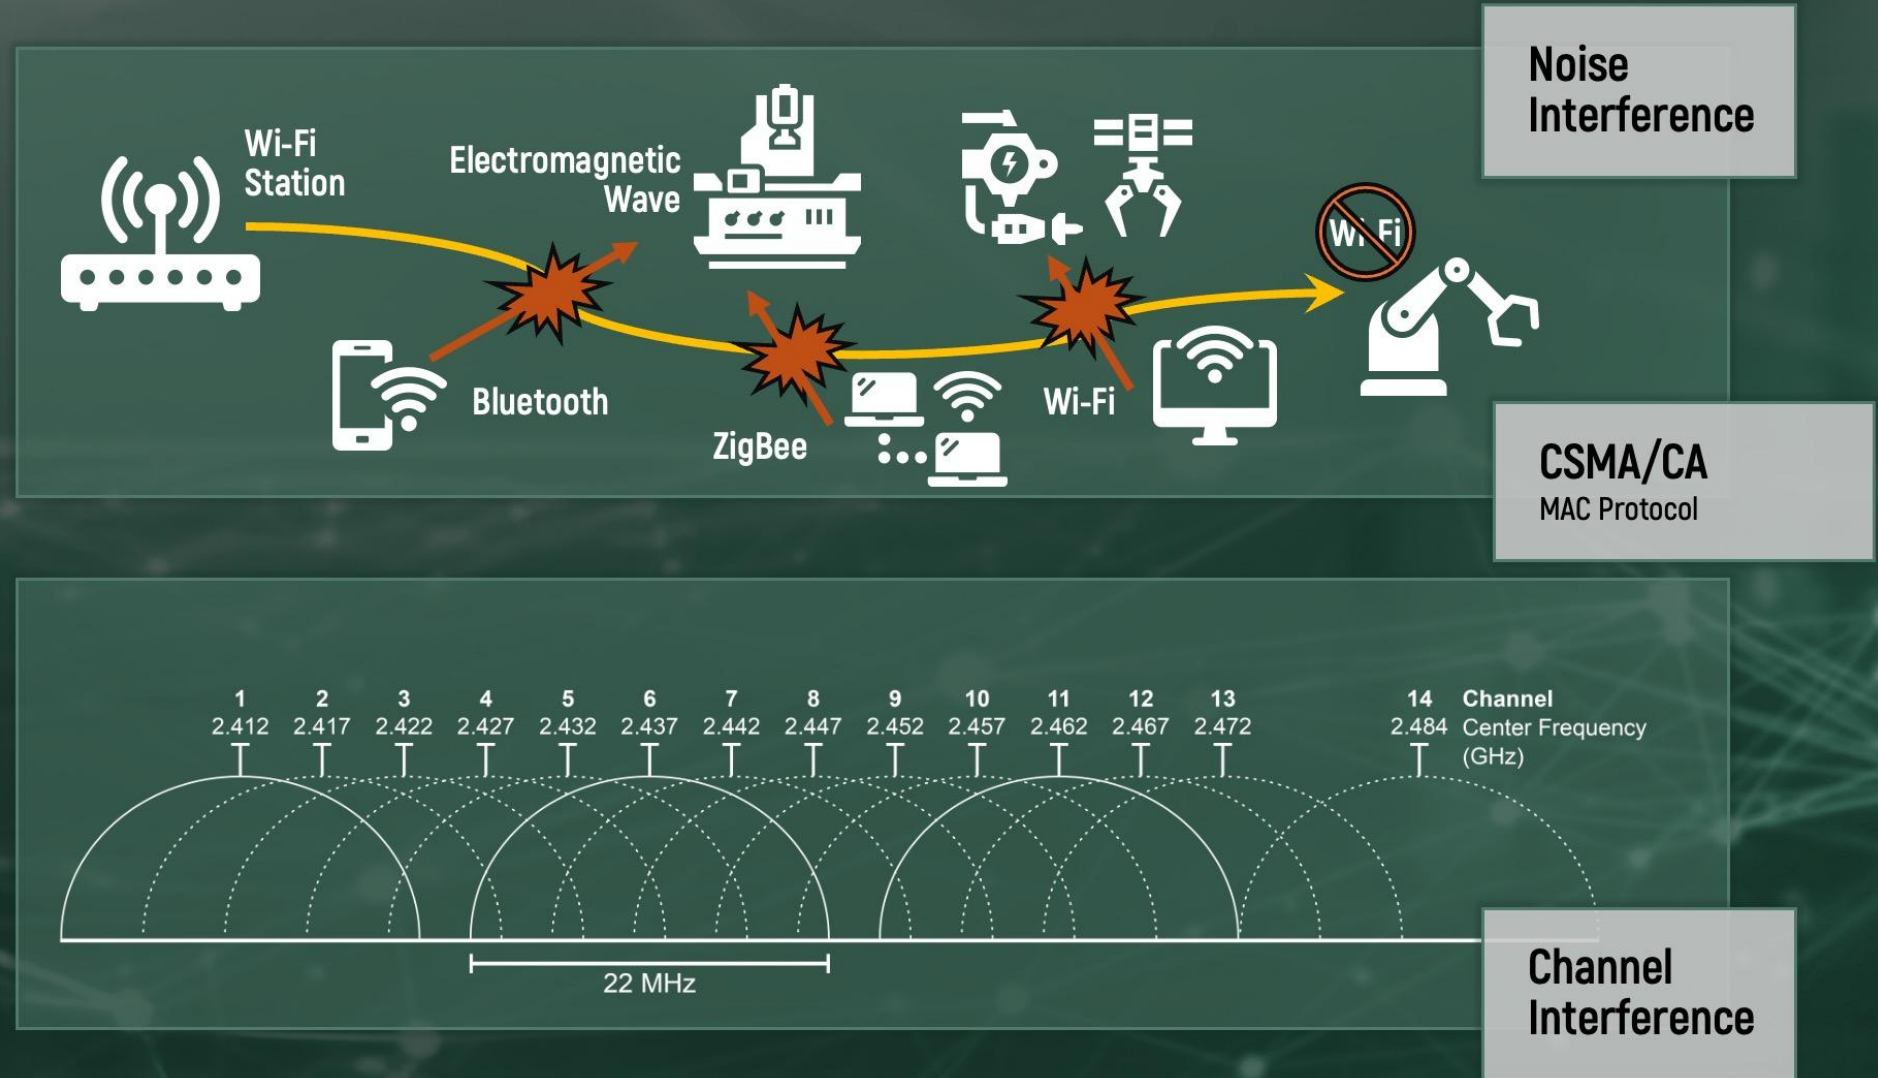 Noise
Interference
Wi-Fi
Station
Electromagnetic
Wave
Wi-Fi
Bluetooth
ZigBee
Wi-Fi
CSMA/CA
MAC Protocol
1 2 3 4 5 6 7 8 9 10 11 12 13 14 Channel
2.412 2.417 2.422 2.427 2.432 2.437 2.442 2.447 2.452 2.457 2.462 2.467 2.472 2.484 Center Frequency
(GHz)
22 MHz
Channel
Interference